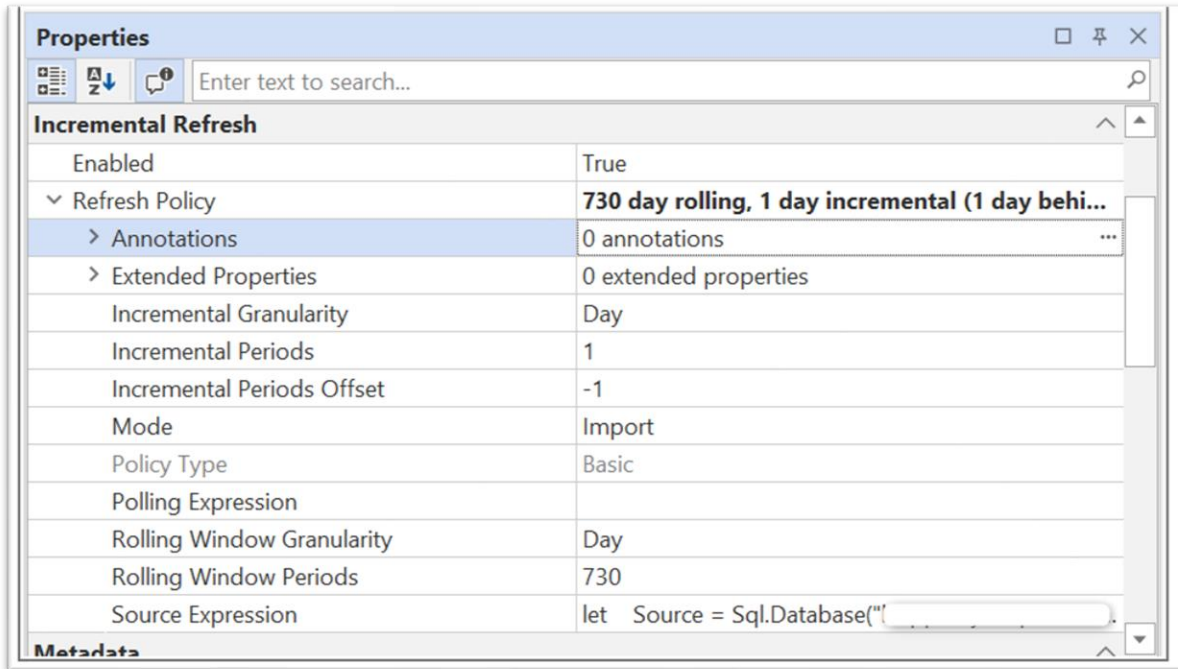 Properties
Enter text to search...
Incremental Refresh
Enabled True
Refresh Policy 730 day rolling, 1 day incremental (1 day behi...
Annotations 0 annotations ...
Extended Properties 0 extended properties
Incremental Granularity Day
Incremental Periods 1
Incremental Periods Offset -1
Mode Import
Policy Type Basic
Polling Expression
Rolling Window Granularity Day
Rolling Window Periods 730
Source Expression let Source = Sql.Database("
Metadata